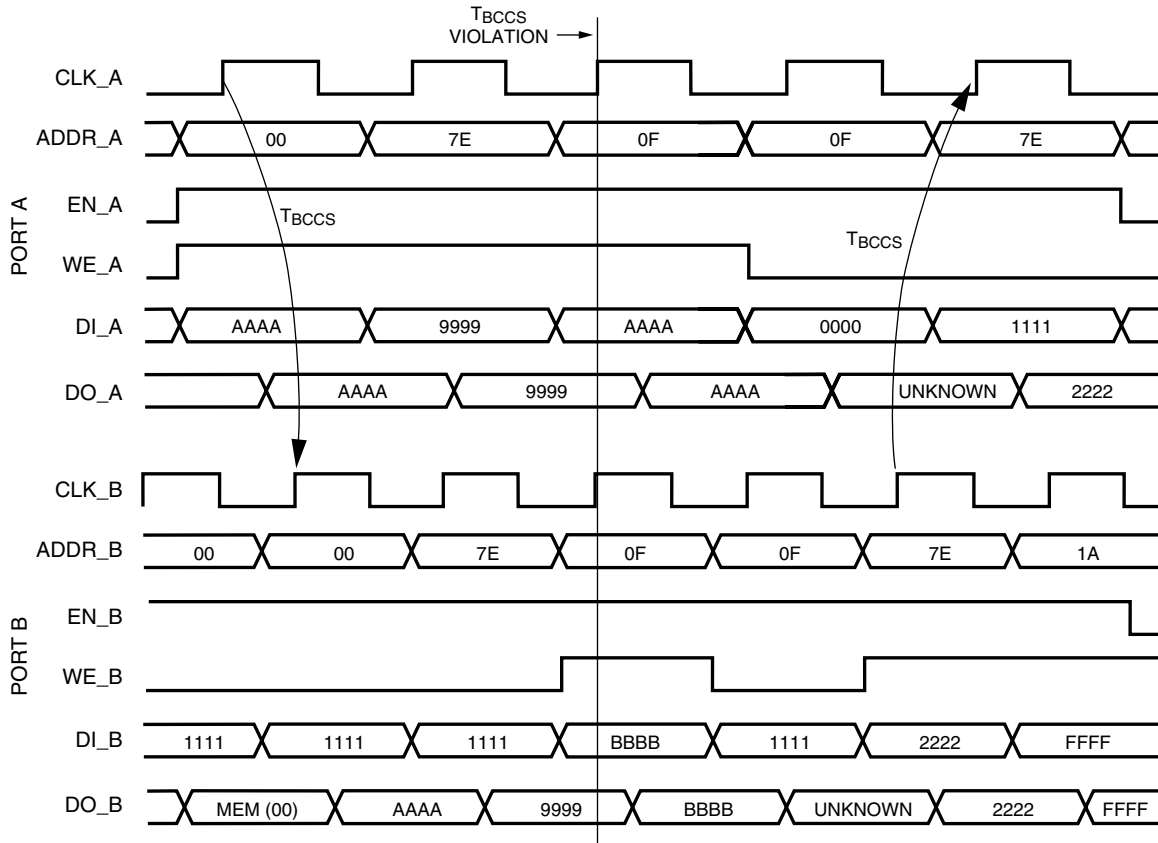 TBCCS
VIOLATION
PORT A
CLK_A
ADDR_A 00 7E 0F 0F 7E
EN_A
TBCCS
TBCCS
WE_A
DI_A AAAA 9999 AAAA 0000 1111
DO_A AAAA 9999 AAAA UNKNOWN 2222
PORT B
CLK_B
ADDR_B 00 00 7E 0F 0F 7E 1A
EN_B
WE_B
DI_B 1111 1111 1111 BBBB 1111 2222 FFFF
DO_B MEM (00) AAAA 9999 BBBB UNKNOWN 2222 FFFF